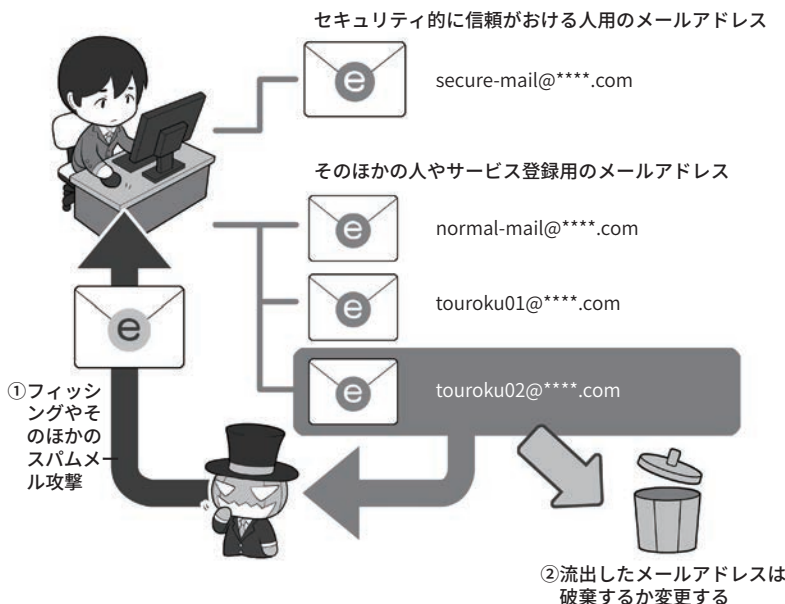 セキュリティ的に信頼がおける人用のメールアドレス
e
secure-mail@****.com
そのほかの人やサービス登録用のメールアドレス
e
normal-mail@****.com
e
touroku01@****.com
e
touroku02@****.com
e
①フィッシ
ングやそ
のほかの
スパムメー
ル攻撃
②流出したメールアドレスは
破棄するか変更する